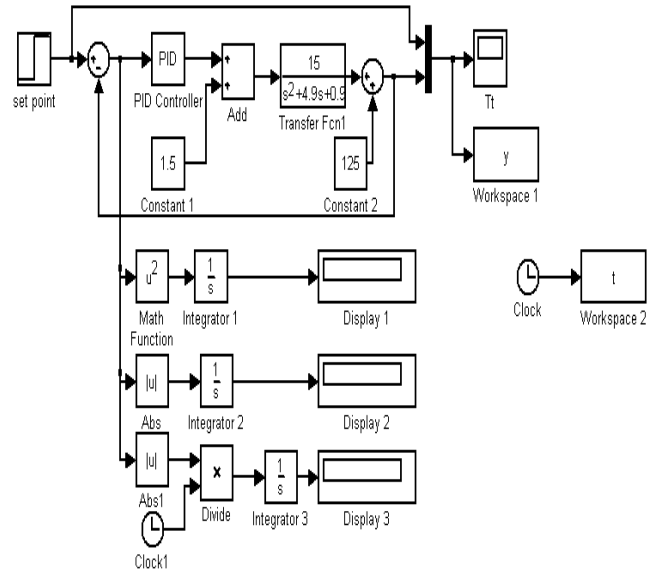 set point
PID
PID Controller
+
+
Add
15
s²+4.9s+0.9
Transfer Fcn1
+
+
1.5
Constant 1
125
Constant 2
Tt
y
Workspace 1
u²
Math
Function
1
s
Integrator 1
Display 1
Clock
t
Workspace 2
|u|
Abs
1
s
Integrator 2
Display 2
|u|
Abs1
×
Divide
1
s
Integrator 3
Display 3
Clock1